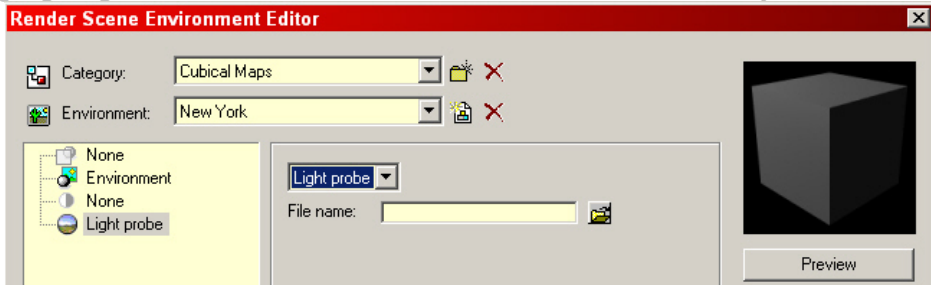 Render Scene Environment Editor
Category: Cubical Maps
Environment: New York
None
Environment
None
Light probe
Light probe
File name:
Preview